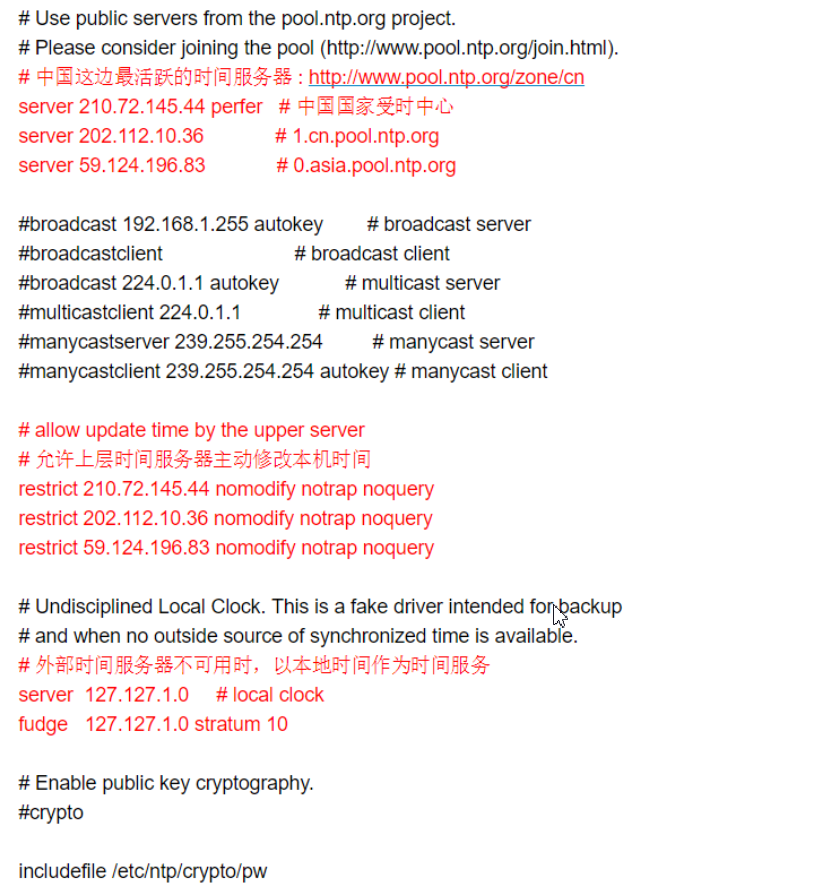 # Use public servers from the pool.ntp.org project.
# Please consider joining the pool (http://www.pool.ntp.org/join.html).
# 中国这边最活跃的时间服务器 : http://www.pool.ntp.org/zone/cn
server 210.72.145.44 perfer # 中国国家受时中心
server 202.112.10.36 # 1.cn.pool.ntp.org
server 59.124.196.83 # 0.asia.pool.ntp.org
#broadcast 192.168.1.255 autokey # broadcast server
#broadcastclient # broadcast client
#broadcast 224.0.1.1 autokey # multicast server
#multicastclient 224.0.1.1 # multicast client
#manycastserver 239.255.254.254 # manycast server
#manycastclient 239.255.254.254 autokey # manycast client
# allow update time by the upper server
# 允许上层时间服务器主动修改本机时间
restrict 210.72.145.44 nomodify notrap noquery
restrict 202.112.10.36 nomodify notrap noquery
restrict 59.124.196.83 nomodify notrap noquery
# Undisciplined Local Clock. This is a fake driver intended for backup
# and when no outside source of synchronized time is available.
# 外部时间服务器不可用时，以本地时间作为时间服务
server 127.127.1.0 # local clock
fudge 127.127.1.0 stratum 10
# Enable public key cryptography.
#crypto
includefile /etc/ntp/crypto/pw